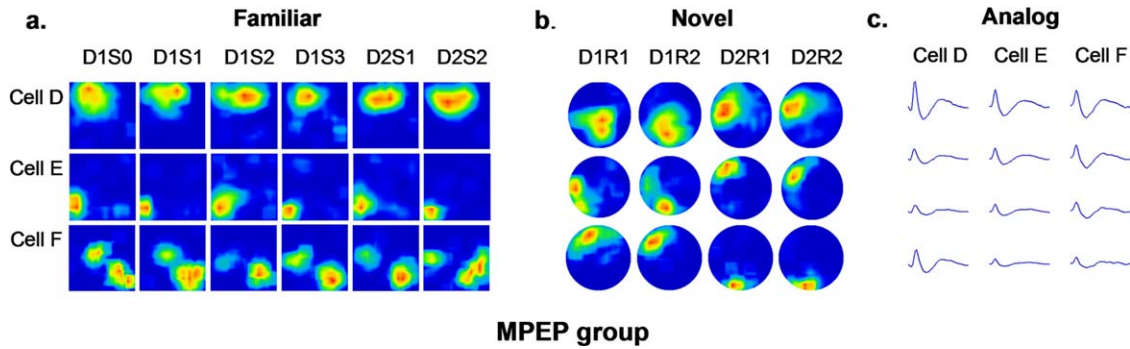 a. Familiar b. Novel c. Analog
D1S0 D1S1 D1S2 D1S3 D2S1 D2S2 D1R1 D1R2 D2R1 D2R2 Cell D Cell E Cell F
Cell D
Cell E
Cell F
MPEP group